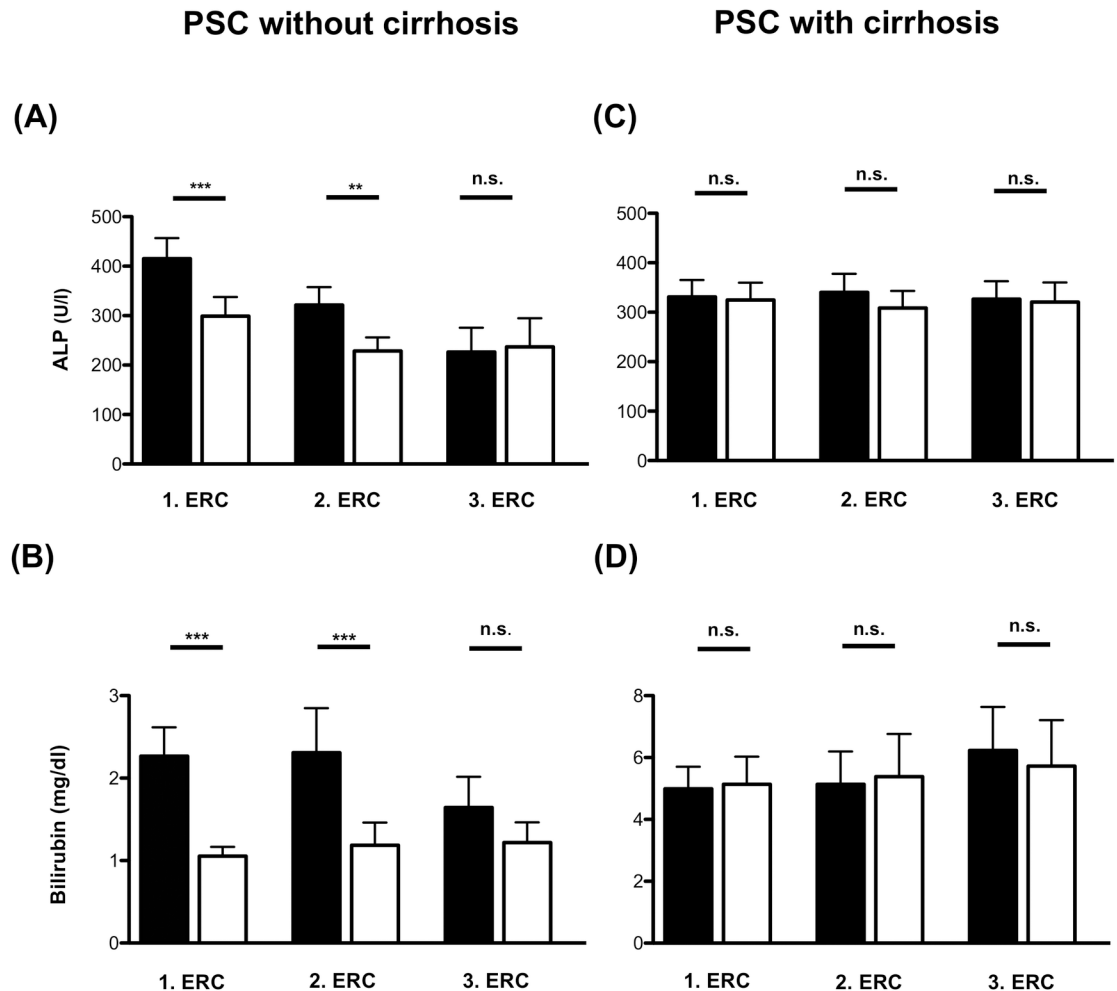 PSC without cirrhosis
PSC with cirrhosis
(A)
*** ** n.s.
ALP (U/l)
500
400
300
200
100
0
1. ERC 2. ERC 3. ERC
(C)
n.s. n.s. n.s.
500
400
300
200
100
0
1. ERC 2. ERC 3. ERC
(B)
*** *** n.s.
Bilirubin (mg/dl)
3
2
1
0
1. ERC 2. ERC 3. ERC
(D)
n.s. n.s. n.s.
8
6
4
2
0
1. ERC 2. ERC 3. ERC